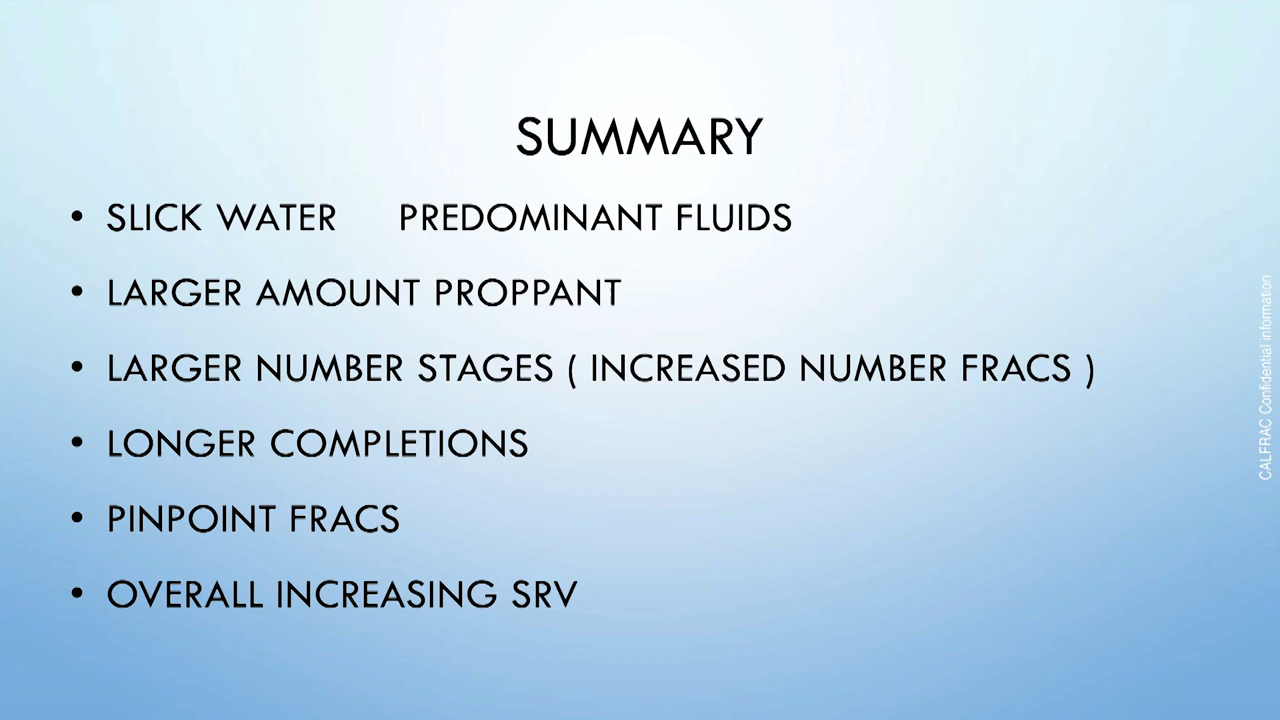 SUMMARY
• SLICK WATER PREDOMINANT FLUIDS
• LARGER AMOUNT PROPPANT
• LARGER NUMBER STAGES ( INCREASED NUMBER FRACS )
• LONGER COMPLETIONS
• PINPOINT FRACS
• OVERALL INCREASING SRV
CALFRAC Confidential information